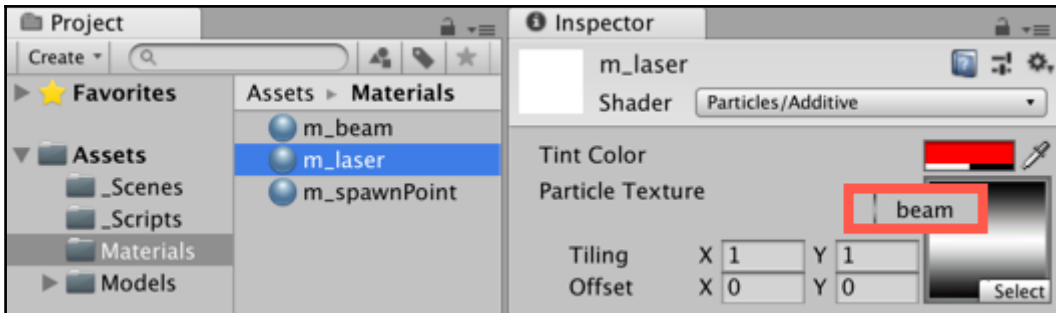 Project
Create
Favorites
Assets
_Scenes
_Scripts
Materials
Models
Assets Materials
m_beam
m_laser
m_spawnPoint
Inspector
m_laser
Shader Particles/Additive
Tint Color
Particle Texture
beam
Tiling X 1 Y 1
Offset X 0 Y 0
Select